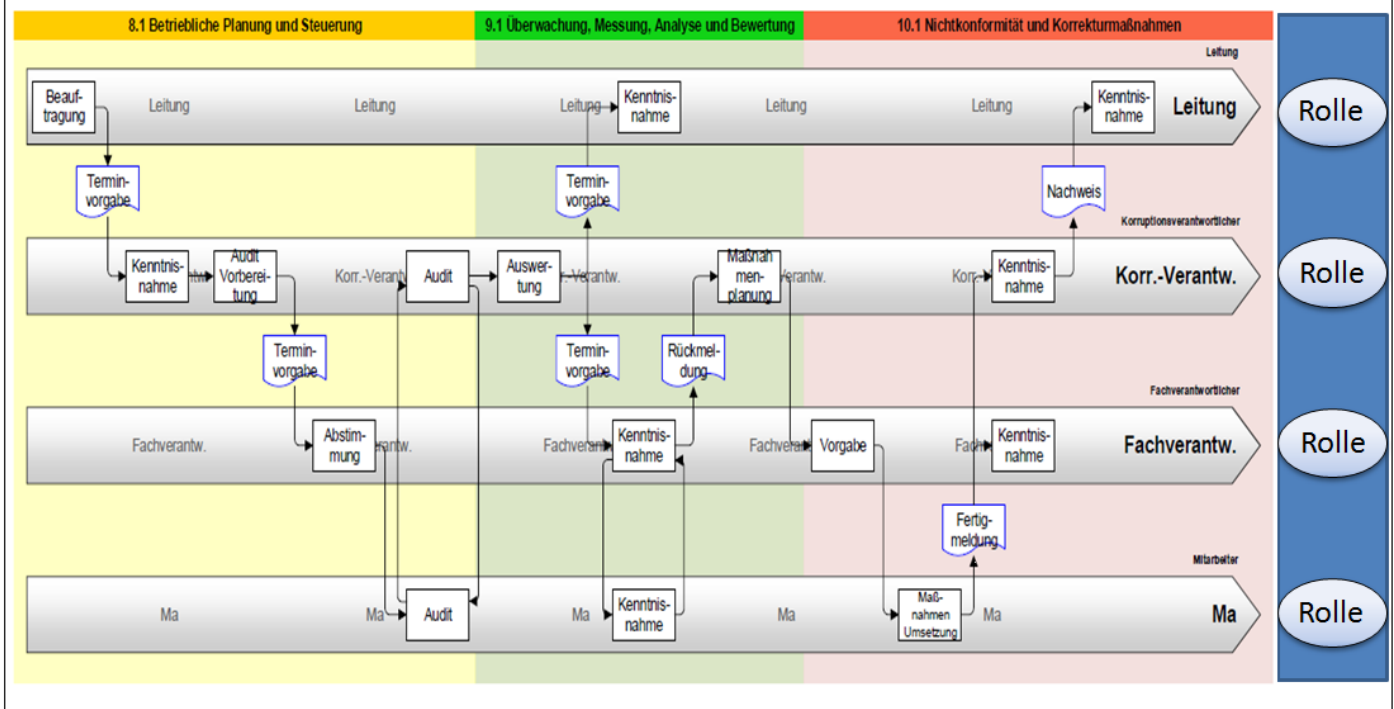 8.1 Betriebliche Planung und Steuerung
9.1 Überwachung, Messung, Analyse und Bewertung
10.1 Nichtkonformität und Korrekturmaßnahmen
Leitung
Beauf-
tragung
Leitung
Leitung
Leitung
Kenntnis-
nahme
Leitung
Leitung
Kenntnis-
nahme
Leitung
Rolle
Termin-
vorgabe
Termin-
vorgabe
Nachweis
Korruptionsverantwortlicher
Kenntnis-
nahme
Audit
Vorberei-
tung
Korr.-Verantw.
Audit
Auswer-
tung
Maßnah
men-
planung
Kenntnis-
nahme
Korr.-Verantw.
Rolle
Termin-
vorgabe
Termin-
vorgabe
Rückmel-
dung
Fachverantwortlicher
Fachverantw.
Abstim-
mung
Fachverantw.
Kenntnis-
nahme
Fachverantw.
Vorgabe
Kenntnis-
nahme
Fachverantw.
Rolle
Fertig-
meldung
Mitarbeiter
Ma
Ma
Audit
Ma
Kenntnis-
nahme
Ma
Maß-
nahmen
Umsetzung
Ma
Ma
Rolle